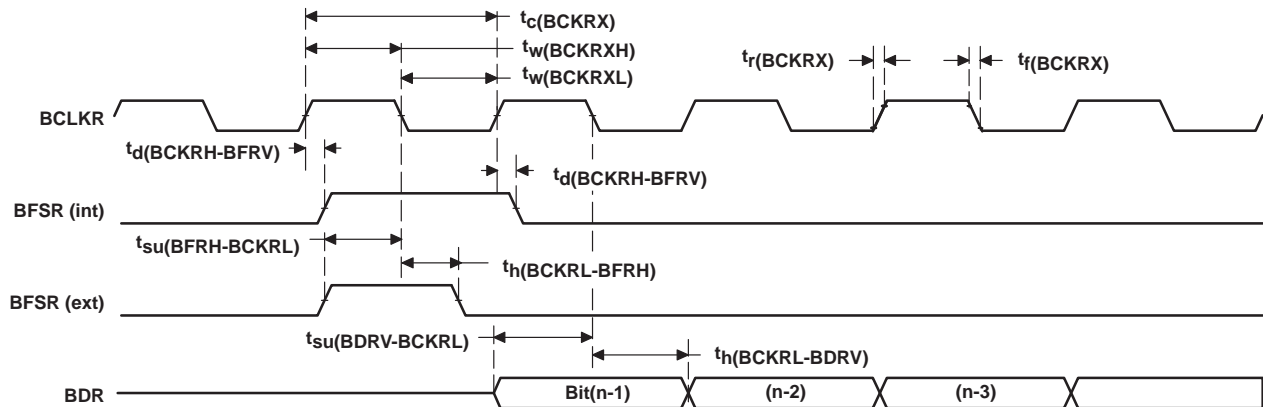 tc(BCKRX)
tw(BCKRXH)
tw(BCKRXL)
tr(BCKRX)
tf(BCKRX)
BCLKR
td(BCKRH-BFRV)
td(BCKRH-BFRV)
BFSR (int)
tsu(BFRH-BCKRL)
th(BCKRL-BFRH)
BFSR (ext)
tsu(BDRV-BCKRL)
th(BCKRL-BDRV)
BDR
Bit(n-1)
(n-2)
(n-3)